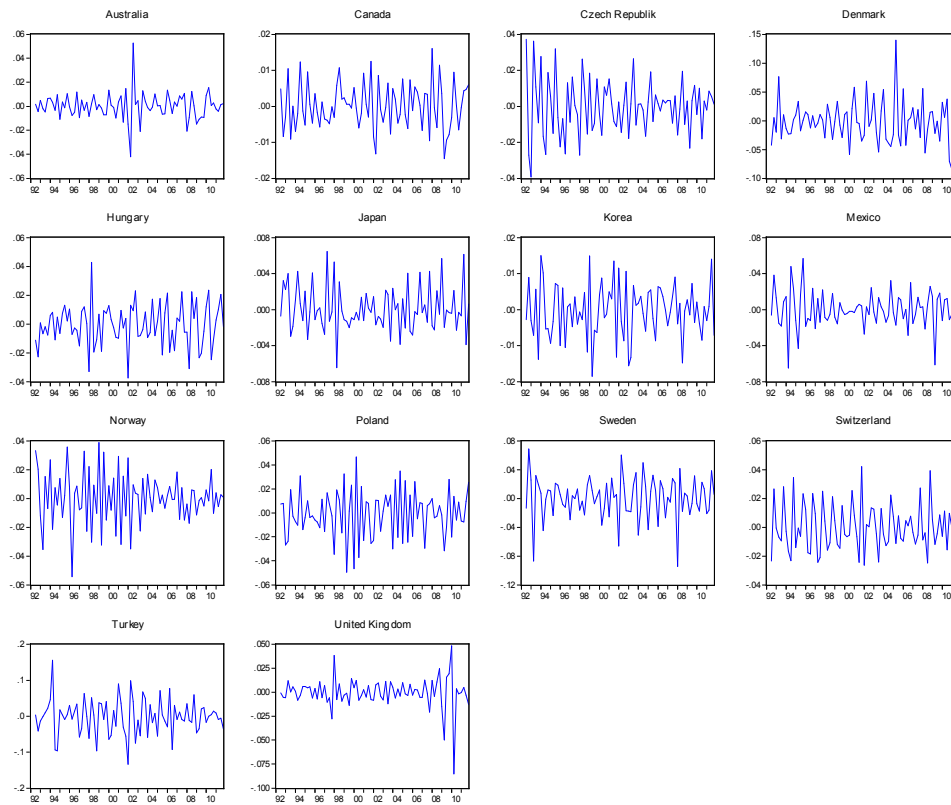 Australia
.06
.04
.02
.00
-.02
-.04
-.06
92 94 96 98 00 02 04 06 08 10
Canada
.02
.01
.00
-.01
-.02
92 94 96 98 00 02 04 06 08 10
Czech Republik
.04
.02
.00
-.02
-.04
92 94 96 98 00 02 04 06 08 10
Denmark
.15
.10
.05
.00
-.05
-.10
92 94 96 98 00 02 04 06 08 10
Hungary
.06
.04
.02
.00
-.02
-.04
92 94 96 98 00 02 04 06 08 10
Japan
.008
.004
.000
-.004
-.008
92 94 96 98 00 02 04 06 08 10
Korea
.02
.01
.00
-.01
-.02
92 94 96 98 00 02 04 06 08 10
Mexico
.08
.04
.00
-.04
-.08
92 94 96 98 00 02 04 06 08 10
Norway
.04
.02
.00
-.02
-.04
-.06
92 94 96 98 00 02 04 06 08 10
Poland
.06
.04
.02
.00
-.02
-.04
-.06
92 94 96 98 00 02 04 06 08 10
Sweden
.08
.04
.00
-.04
-.08
-.12
92 94 96 98 00 02 04 06 08 10
Switzerland
.06
.04
.02
.00
-.02
-.04
92 94 96 98 00 02 04 06 08 10
Turkey
.2
.1
.0
-.1
-.2
92 94 96 98 00 02 04 06 08 10
United Kingdom
.050
.025
.000
-.025
-.050
-.075
-.100
92 94 96 98 00 02 04 06 08 10